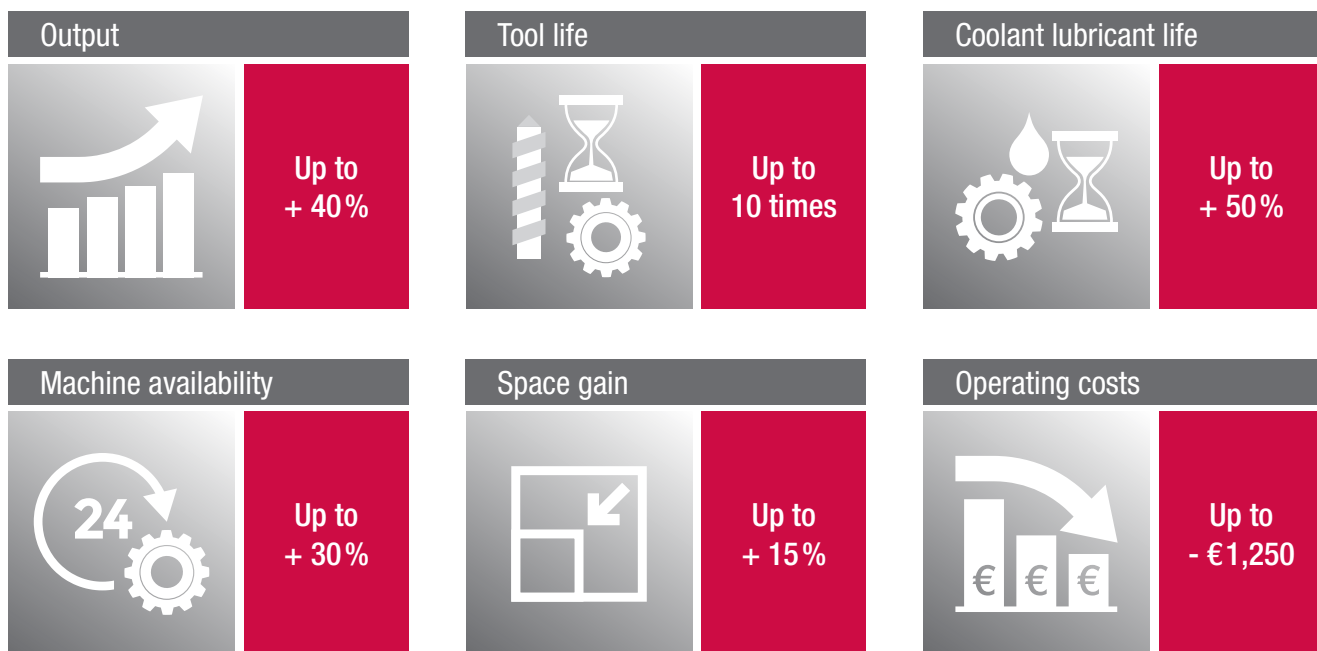 Output
Up to
+ 40%
Tool life
Up to
10 times
Coolant lubricant life
Up to
+ 50%
Machine availability
24
Up to
+ 30%
Space gain
Up to
+ 15%
Operating costs
€ € €
Up to
- €1,250